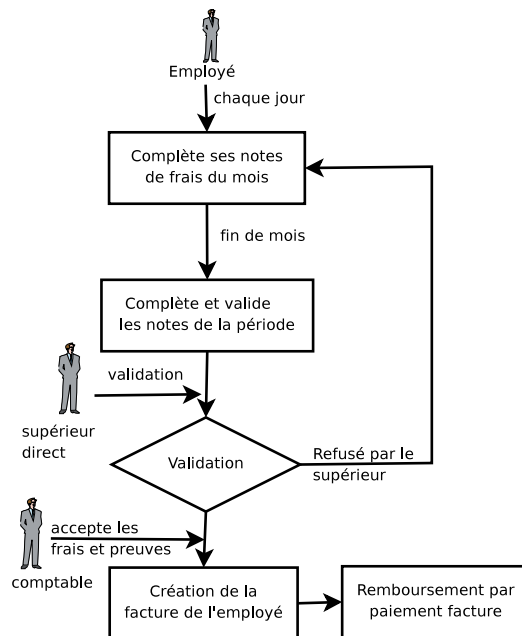 Employé
chaque jour
Complète ses notes
de frais du mois
fin de mois
Complète et valide
les notes de la période
validation
supérieur
direct
Validation
Refusé par le
supérieur
accepte les
frais et preuves
comptable
Création de la
facture de l'employé
Remboursement par
paiement facture